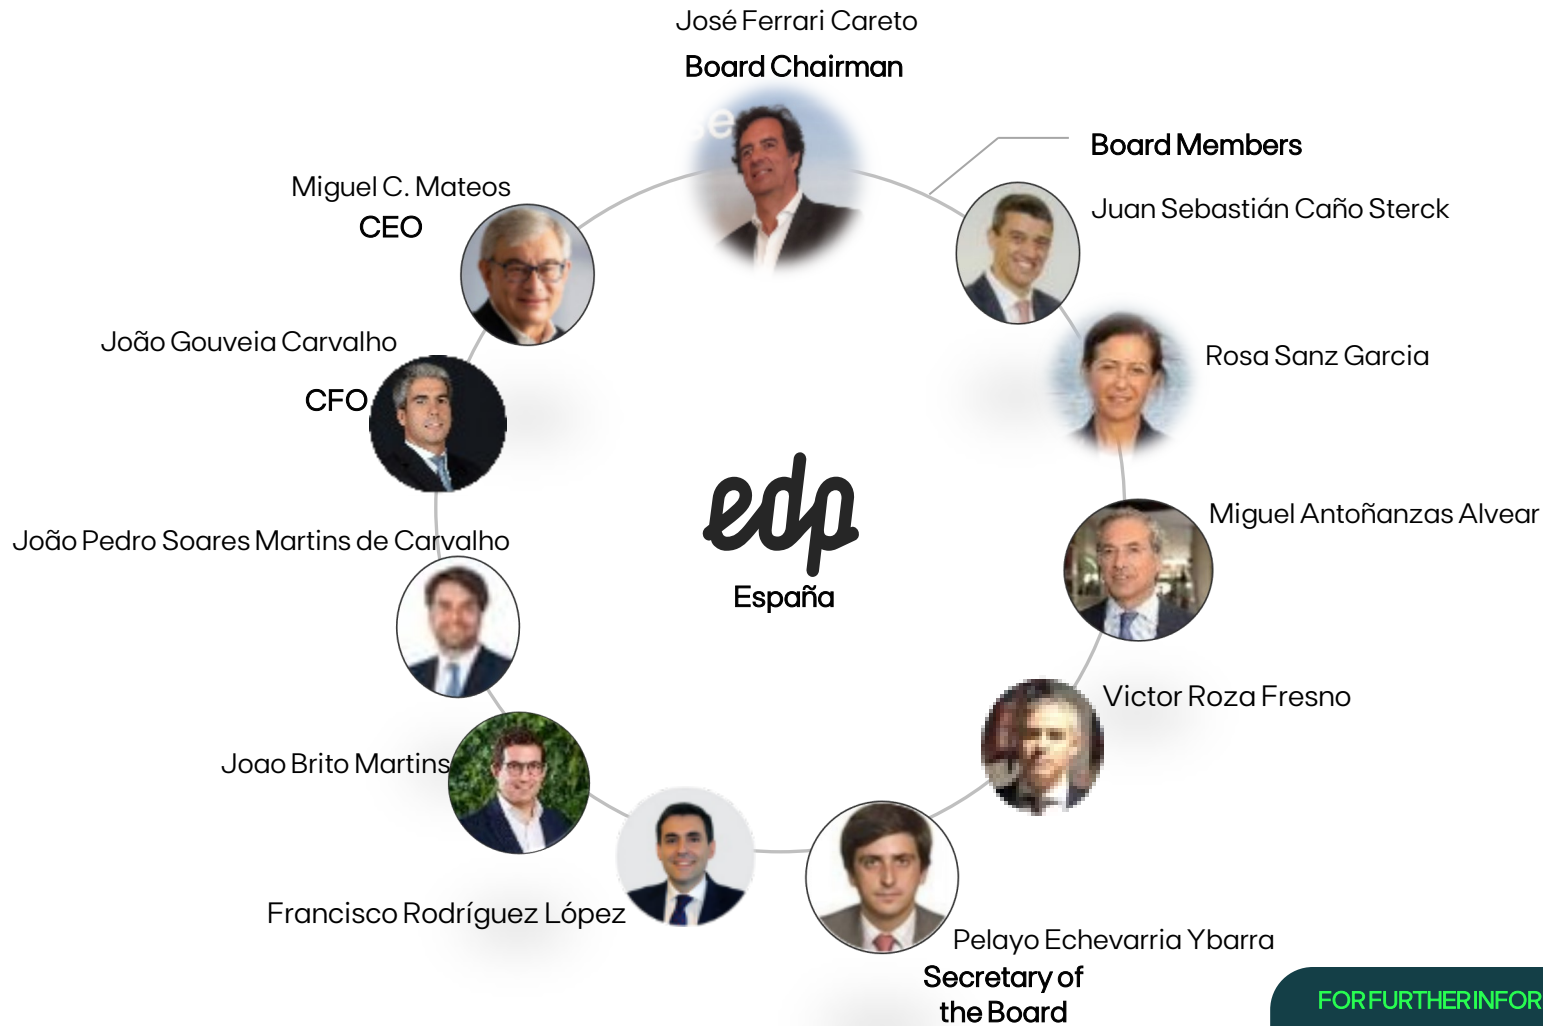 José Ferrari Careto
Board Chairman
se
Board Members
Miguel C. Mateos
CEO
Juan Sebastián Caño Sterck
João Gouveia Carvalho
CFO
Rosa Sanz Garcia
edp
España
Miguel Antoñanzas Alvear
João Pedro Soares Martins de Carvalho
Victor Roza Fresno
Joao Brito Martins
Francisco Rodríguez López
Pelayo Echevarria Ybarra
Secretary of
the Board
FOR FURTHER INFOR